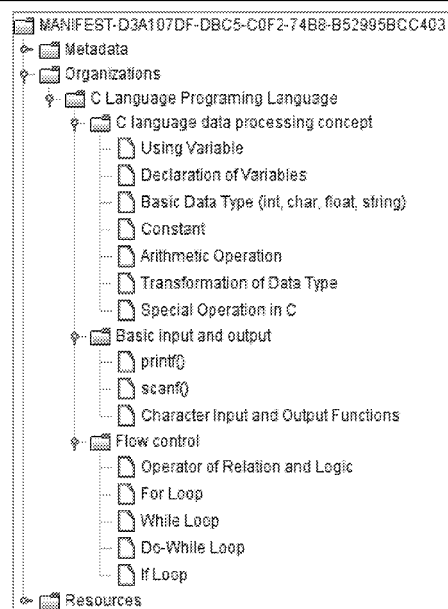 MANIFEST-D3A107DF-DBC5-C0F2-74B8-B52995BCC403
Metadata
Organizations
C Language Programing Language
C language data processing concept
Using Variable
Declaration of Variables
Basic Data Type (int, char, float, string)
Constant
Arithmetic Operation
Transformation of Data Type
Special Operation in C
Basic input and output
printf()
scanf()
Character Input and Output Functions
Flow control
Operator of Relation and Logic
For Loop
While Loop
Do-While Loop
If Loop
Resources